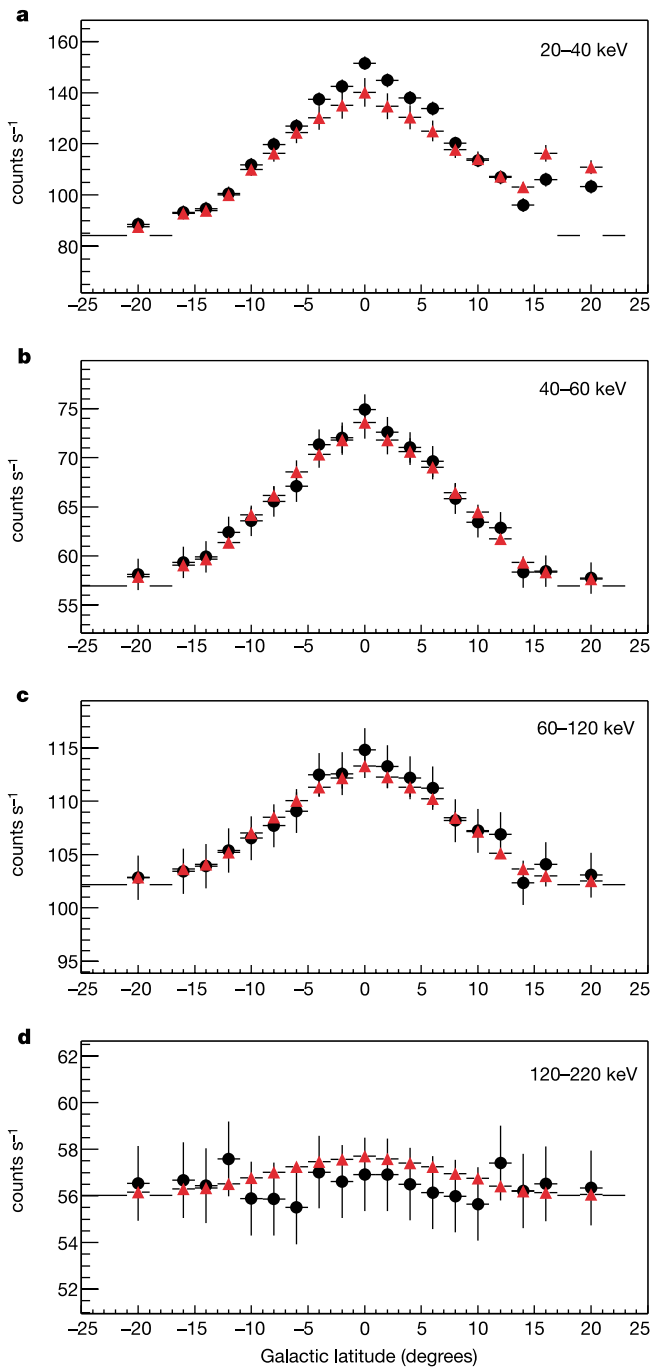 a
20–40 keV
counts s⁻¹
160
140
120
100
80
–25 –20 –15 –10 –5 0 5 10 15 20 25
b
40–60 keV
counts s⁻¹
75
70
65
60
55
–25 –20 –15 –10 –5 0 5 10 15 20 25
c
60–120 keV
counts s⁻¹
115
110
105
100
95
–25 –20 –15 –10 –5 0 5 10 15 20 25
d
120–220 keV
counts s⁻¹
62
60
58
56
54
52
–25 –20 –15 –10 –5 0 5 10 15 20 25
Galactic latitude (degrees)